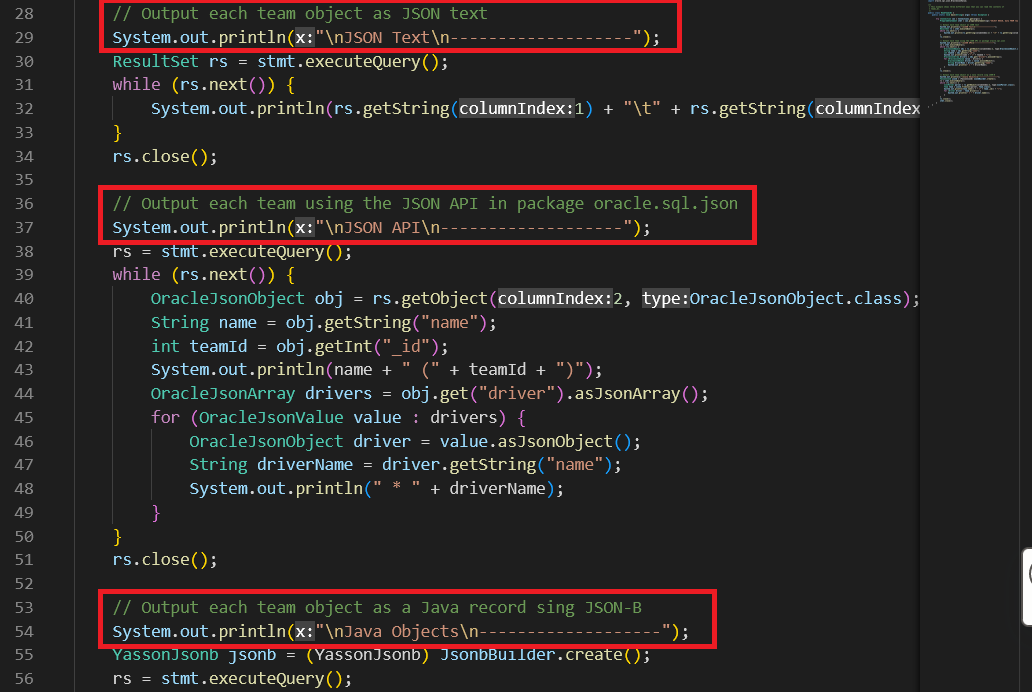 28 // Output each team object as JSON text
29 System.out.println(x:"\nJSON Text\n-------------------");
30 ResultSet rs = stmt.executeQuery();
31 while (rs.next()) {
32 System.out.println(rs.getString(columnIndex:1) + "\t" + rs.getString(columnIndex
33 }
34 rs.close();
35
36 // Output each team using the JSON API in package oracle.sql.json
37 System.out.println(x:"\nJSON API\n-------------------");
38 rs = stmt.executeQuery();
39 while (rs.next()) {
40 OracleJsonObject obj = rs.getObject(columnIndex:2, type:OracleJsonObject.class);
41 String name = obj.getString("name");
42 int teamId = obj.getInt("_id");
43 System.out.println(name + " (" + teamId + ")");
44 OracleJsonArray drivers = obj.get("driver").asJsonArray();
45 for (OracleJsonValue value : drivers) {
46 OracleJsonObject driver = value.asJsonObject();
47 String driverName = driver.getString("name");
48 System.out.println(" * " + driverName);
49 }
50 }
51 rs.close();
52
53 // Output each team object as a Java record sing JSON-B
54 System.out.println(x:"\nJava Objects\n-------------------");
55 YassonJsonb jsonb = (YassonJsonb) JsonbBuilder.create();
56 rs = stmt.executeQuery();